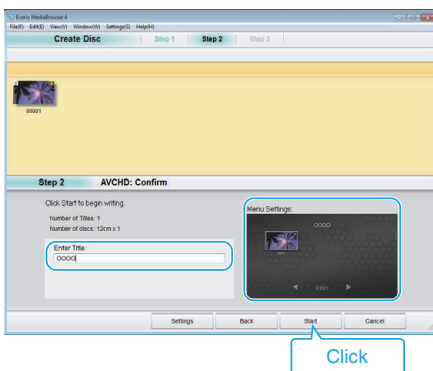 Everio MediaBrowser 4
File(F) Edit(E) View(V) Window(W) Settings(S) Help(H)
Create Disc Step 1 Step 2 Step 3
00001
Step 2 AVCHD: Confirm
Click Start to begin writing.
Number of Titles: 1
Number of discs: 12cm x 1
Enter Title:
OOOO
Menu Settings:
OOOO
01/01
Settings Back Start Cancel
Click